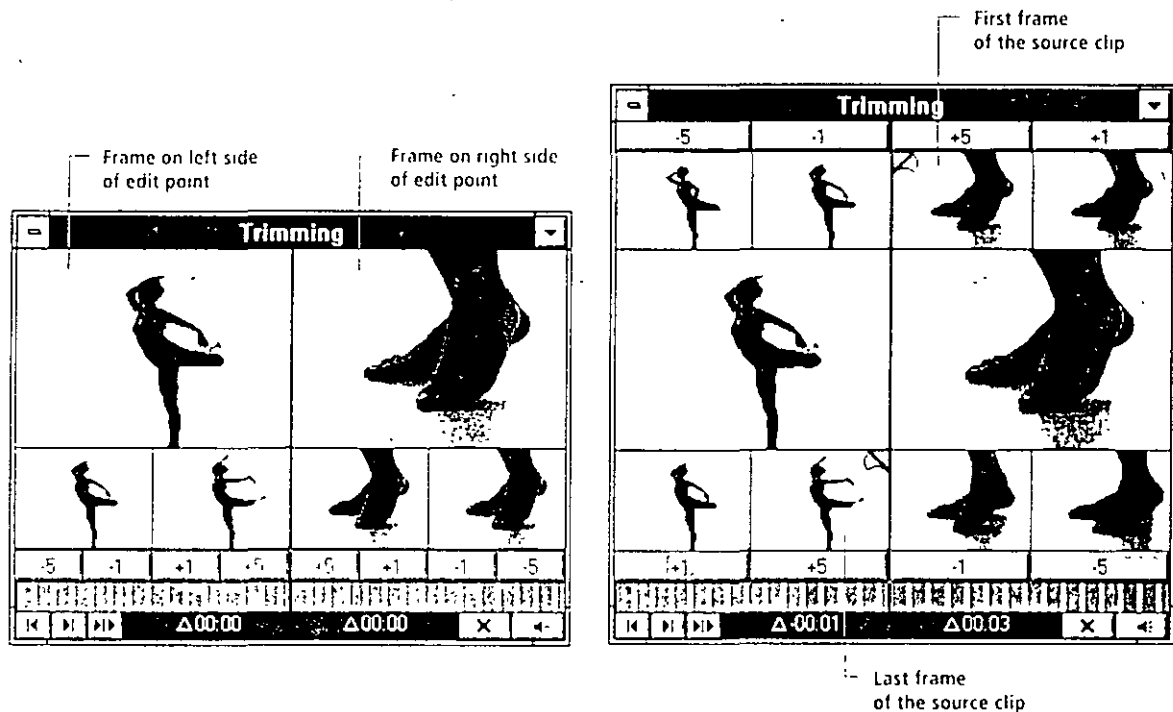 First frame
of the source clip
Trimming
-5 -1 +5 +1
Frame on left side
of edit point
Frame on right side
of edit point
Trimming
-5 -1 +1 +5 +5 +1 -1 -5
Δ00:00 Δ00:00
+1 +5 -1 -5
Δ-00:01 Δ00:03
Last frame
of the source clip